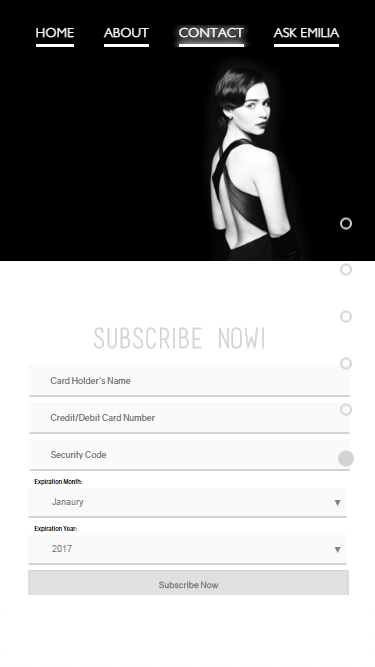 HOME ABOUT CONTACT ASK EMILIA
SUBSCRIBE NOW!
Card Holder's Name
Credit/Debit Card Number
Security Code
Expiration Month:
Janaury
Expiration Year:
2017
Subscribe Now